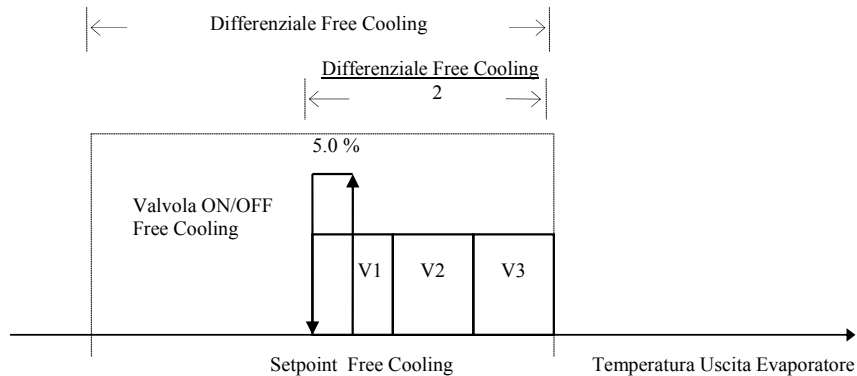 Differenziale Free Cooling
Differenziale Free Cooling
2
5.0 %
Valvola ON/OFF
Free Cooling
V1 V2 V3
Setpoint Free Cooling Temperatura Uscita Evaporatore